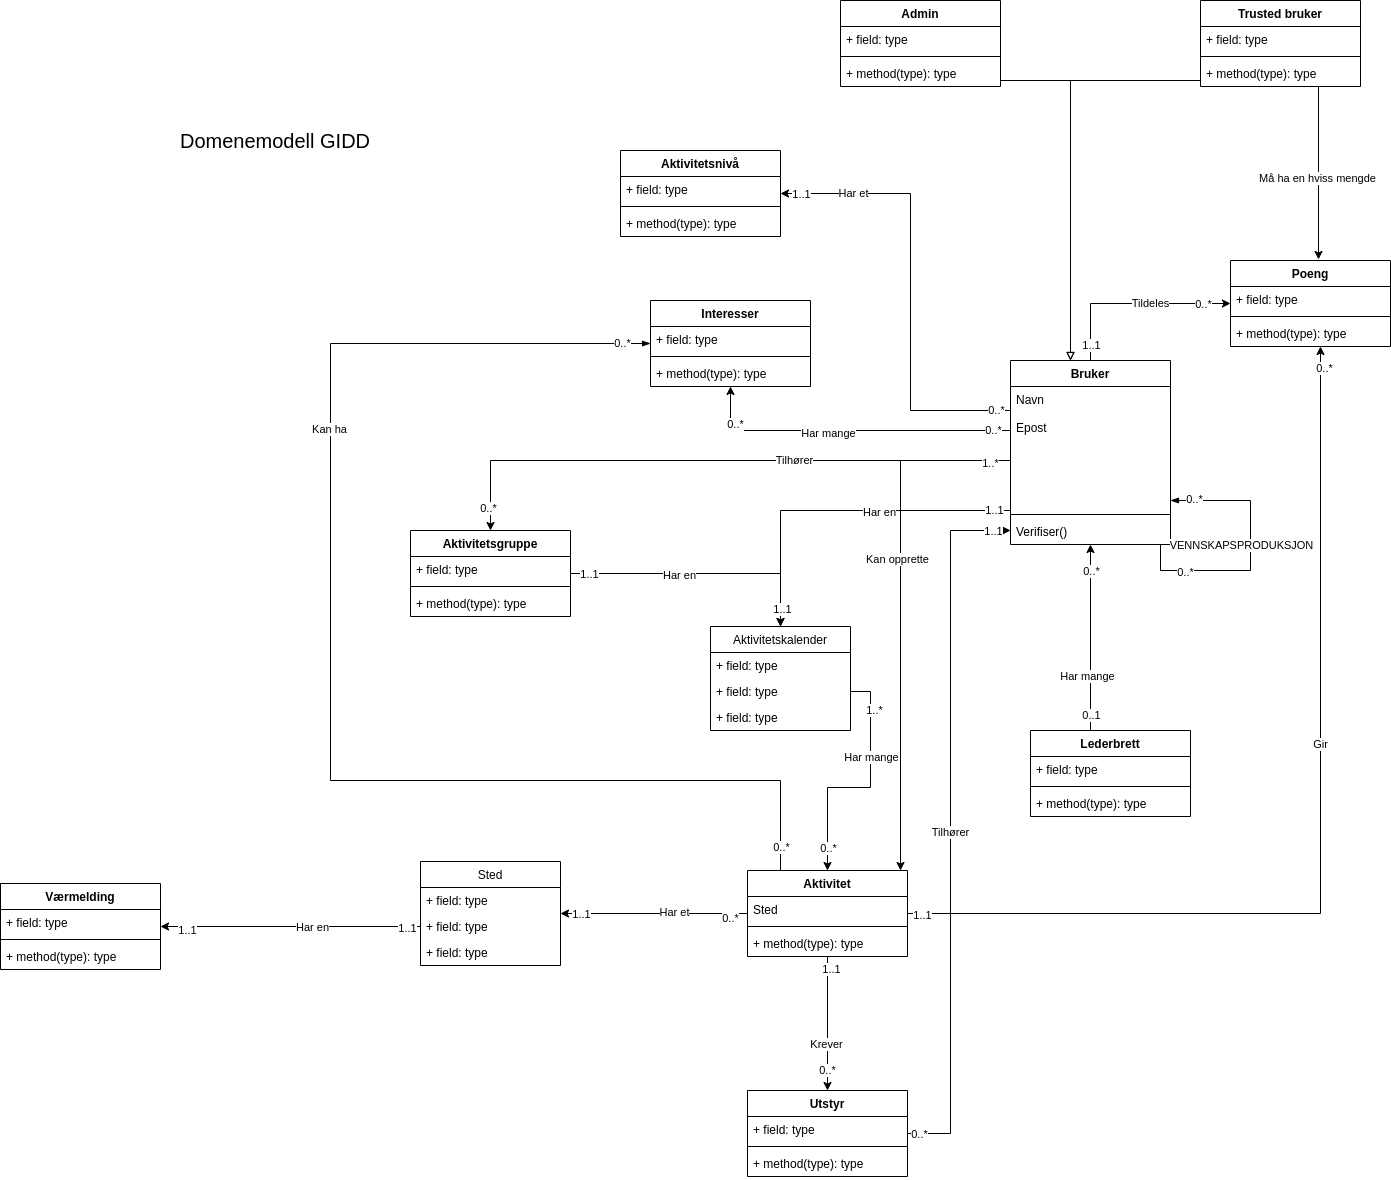 Admin
+ field: type
+ method(type): type
Trusted bruker
+ field: type
+ method(type): type
Domenemodell GIDD
Aktivitetsnivå
+ field: type
+ method(type): type
1..1
Har et
Må ha en hviss mengde
Poeng
+ field: type
+ method(type): type
Tildeles
0..*
1..1
0..*
Interesser
+ field: type
+ method(type): type
0..*
Kan ha
Bruker
Navn
Epost
Verifiser()
0..*
0..*
Har mange
0..*
Tilhører
1..*
0..*
Har en
1..1
1..1
0..*
VENNSKAPSPRODUKSJON
0..*
Kan opprette
Aktivitetsgruppe
+ field: type
+ method(type): type
1..1
Har en
1..1
Aktivitetskalender
+ field: type
+ field: type
+ field: type
1..*
Har mange
0..*
0..*
Har mange
0..1
Lederbrett
+ field: type
+ method(type): type
Gir
Tilhører
0..*
Værmelding
+ field: type
+ method(type): type
1..1
Har en
1..1
Sted
+ field: type
+ field: type
+ field: type
1..1
Har et
0..*
Aktivitet
Sted
+ method(type): type
1..1
1..1
Krever
0..*
Utstyr
+ field: type
+ method(type): type
0..*